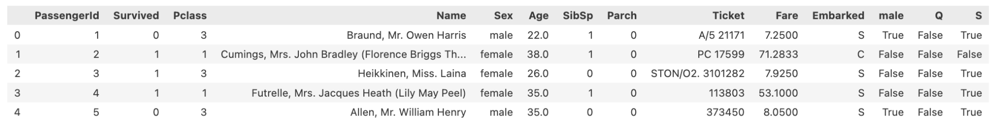 PassengerId Survived Pclass Name Sex Age SibSp Parch Ticket Fare Embarked male Q S
0 1 0 3 Braund, Mr. Owen Harris male 22.0 1 0 A/5 21171 7.2500 S True False True
1 2 1 1 Cumings, Mrs. John Bradley (Florence Briggs Th... female 38.0 1 0 PC 17599 71.2833 C False False False
2 3 1 3 Heikkinen, Miss. Laina female 26.0 0 0 STON/O2. 3101282 7.9250 S False False True
3 4 1 1 Futrelle, Mrs. Jacques Heath (Lily May Peel) female 35.0 1 0 113803 53.1000 S False False True
4 5 0 3 Allen, Mr. William Henry male 35.0 0 0 373450 8.0500 S True False True